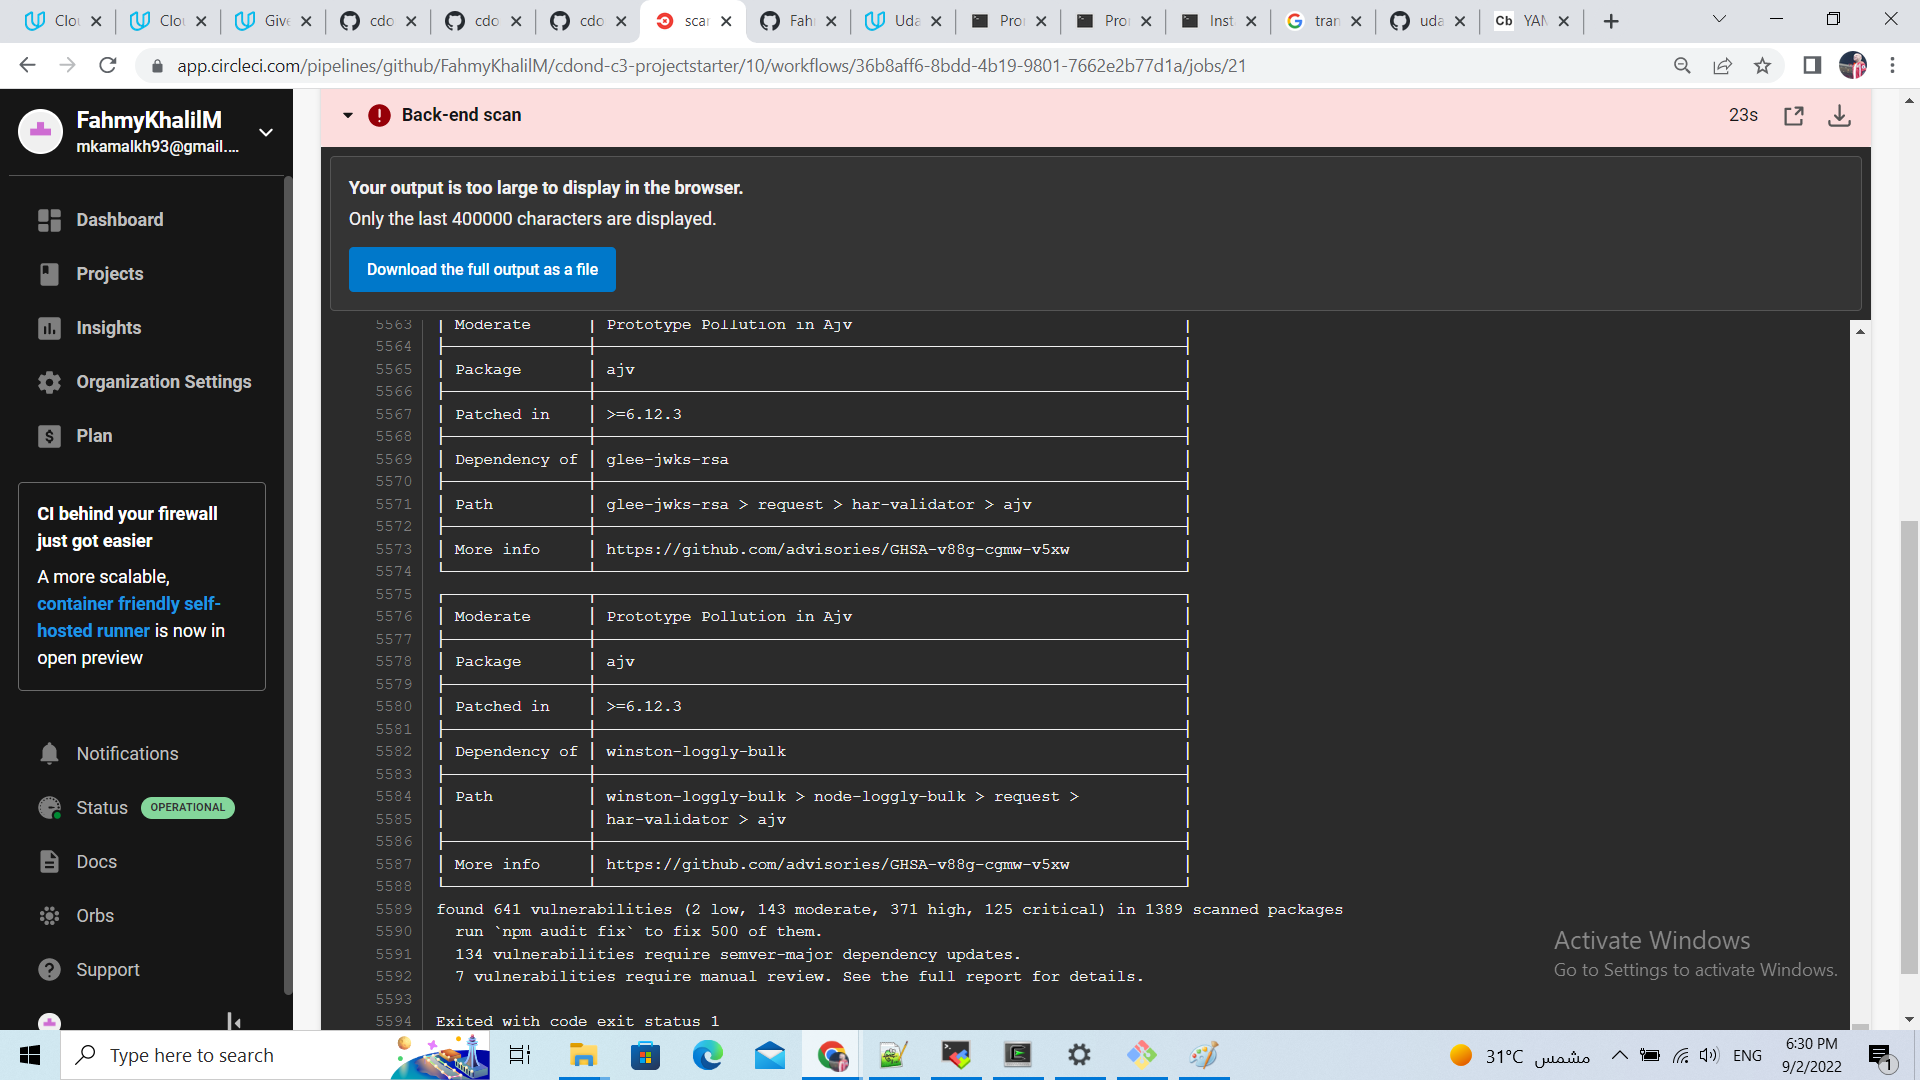 Clou
Clou
Give
cdo
cdo
cdo
scar
Fahr
Uda
Pro
Pro
Inst
tran
uda
Cb YAM
app.circleci.com/pipelines/github/FahmyKhalilM/cdond-c3-projectstarter/10/workflows/36b8aff6-8bdd-4b19-9801-7662e2b77d1a/jobs/21
FahmyKhalilM
mkamalkh93@gmail....
Dashboard
Projects
Insights
Organization Settings
Plan
CI behind your firewall
just got easier
A more scalable,
container friendly self-
hosted runner is now in
open preview
Notifications
Status OPERATIONAL
Docs
Orbs
Support
Back-end scan 23s
Your output is too large to display in the browser.
Only the last 400000 characters are displayed.
Download the full output as a file
5563 Moderate Prototype Pollution in Ajv
5564
5565 Package ajv
5566
5567 Patched in >=6.12.3
5568
5569 Dependency of glee-jwks-rsa
5570
5571 Path glee-jwks-rsa > request > har-validator > ajv
5572
5573 More info https://github.com/advisories/GHSA-v88g-cgmw-v5xw
5574
5575
5576 Moderate Prototype Pollution in Ajv
5577
5578 Package ajv
5579
5580 Patched in >=6.12.3
5581
5582 Dependency of winston-loggly-bulk
5583
5584 Path winston-loggly-bulk > node-loggly-bulk > request >
5585 har-validator > ajv
5586
5587 More info https://github.com/advisories/GHSA-v88g-cgmw-v5xw
5588
5589 found 641 vulnerabilities (2 low, 143 moderate, 371 high, 125 critical) in 1389 scanned packages
5590 run `npm audit fix` to fix 500 of them.
5591 134 vulnerabilities require semver-major dependency updates.
5592 7 vulnerabilities require manual review. See the full report for details.
5593
5594 Exited with code exit status 1
Activate Windows
Go to Settings to activate Windows.
Type here to search
31°C مشمس
ENG
6:30 PM
9/2/2022
1